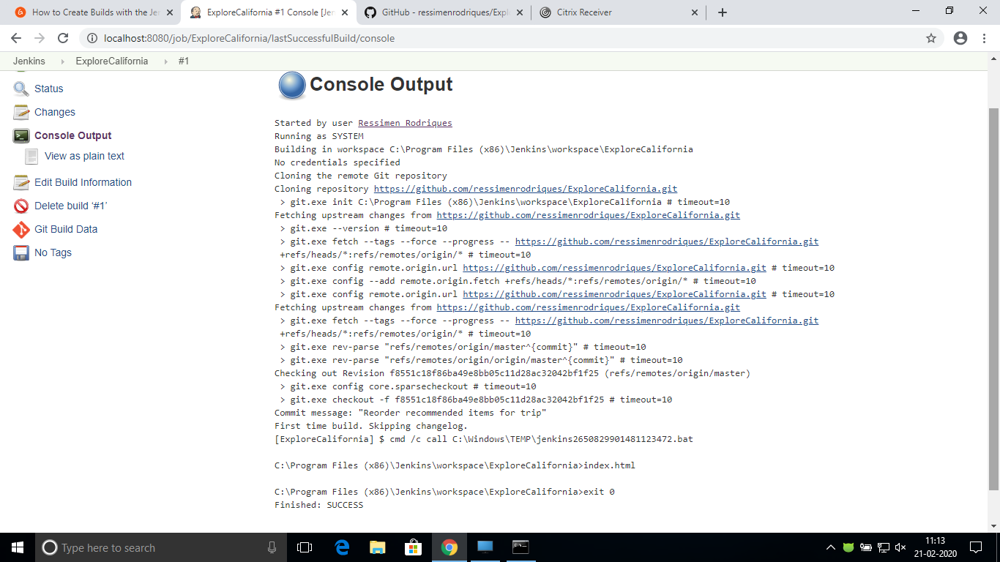 How to Create Builds with the Jen
ExploreCalifornia #1 Console [Jen
GitHub - ressimenrodriques/Expl
Citrix Receiver
localhost:8080/job/ExploreCalifornia/lastSuccessfulBuild/console
Jenkins ExploreCalifornia #1
Status
Changes
Console Output
View as plain text
Edit Build Information
Delete build ‘#1’
Git Build Data
No Tags
Console Output
Started by user Ressimen Rodriques
Running as SYSTEM
Building in workspace C:\Program Files (x86)\Jenkins\workspace\ExploreCalifornia
No credentials specified
Cloning the remote Git repository
Cloning repository https://github.com/ressimenrodriques/ExploreCalifornia.git
> git.exe init C:\Program Files (x86)\Jenkins\workspace\ExploreCalifornia # timeout=10
Fetching upstream changes from https://github.com/ressimenrodriques/ExploreCalifornia.git
> git.exe --version # timeout=10
> git.exe fetch --tags --force --progress -- https://github.com/ressimenrodriques/ExploreCalifornia.git
+refs/heads/*:refs/remotes/origin/* # timeout=10
> git.exe config remote.origin.url https://github.com/ressimenrodriques/ExploreCalifornia.git # timeout=10
> git.exe config --add remote.origin.fetch +refs/heads/*:refs/remotes/origin/* # timeout=10
> git.exe config remote.origin.url https://github.com/ressimenrodriques/ExploreCalifornia.git # timeout=10
Fetching upstream changes from https://github.com/ressimenrodriques/ExploreCalifornia.git
> git.exe fetch --tags --force --progress -- https://github.com/ressimenrodriques/ExploreCalifornia.git
+refs/heads/*:refs/remotes/origin/* # timeout=10
> git.exe rev-parse "refs/remotes/origin/master^{commit}" # timeout=10
> git.exe rev-parse "refs/remotes/origin/origin/master^{commit}" # timeout=10
Checking out Revision f8551c18f86ba49e8bb05c11d28ac32042bf1f25 (refs/remotes/origin/master)
> git.exe config core.sparsecheckout # timeout=10
> git.exe checkout -f f8551c18f86ba49e8bb05c11d28ac32042bf1f25 # timeout=10
Commit message: "Reorder recommended items for trip"
First time build. Skipping changelog.
[ExploreCalifornia] $ cmd /c call C:\Windows\TEMP\jenkins2650829901481123472.bat
C:\Program Files (x86)\Jenkins\workspace\ExploreCalifornia>index.html
C:\Program Files (x86)\Jenkins\workspace\ExploreCalifornia>exit 0
Finished: SUCCESS
Type here to search
11:13
21-02-2020